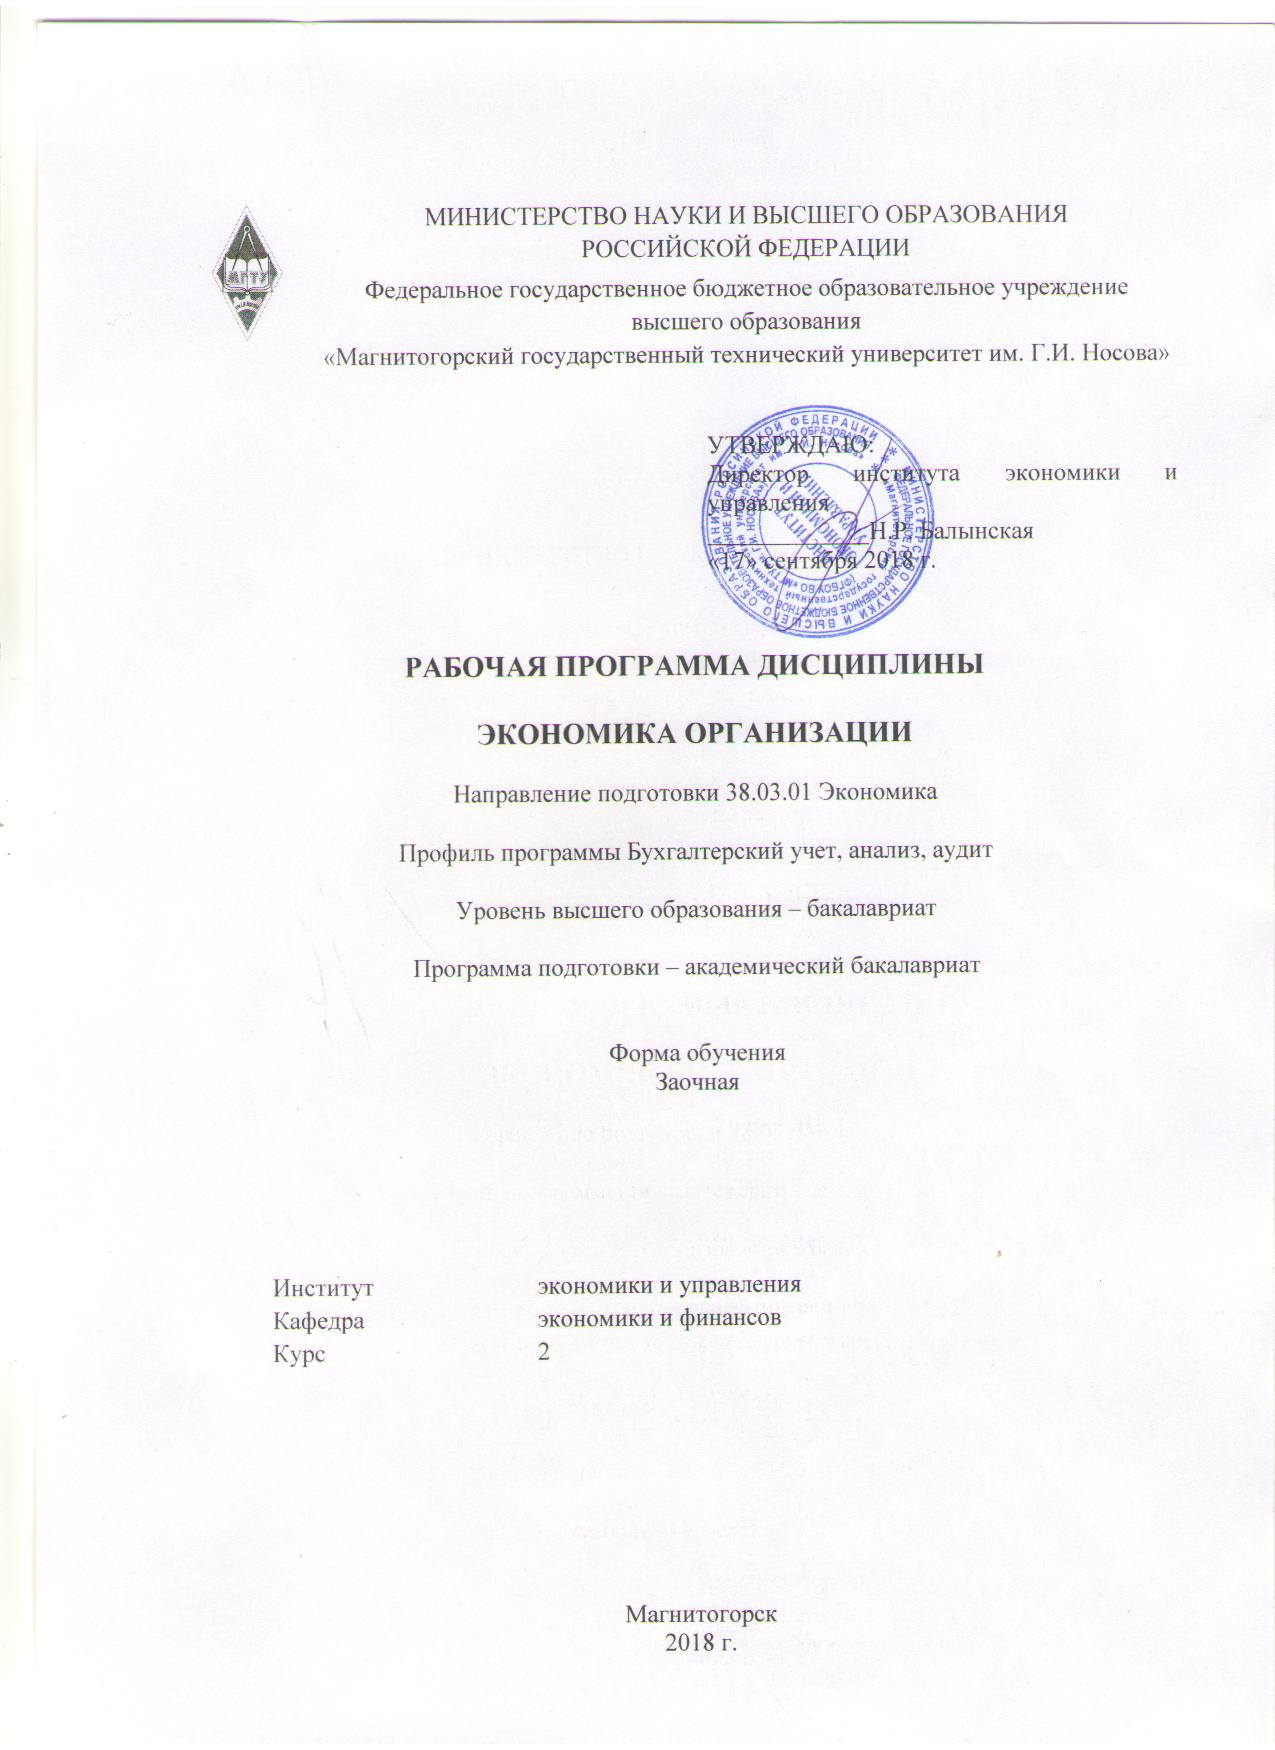 МИНИСТЕРСТВО НАУКИ И ВЫСШЕГО ОБРАЗОВАНИЯ
РОССИЙСКОЙ ФЕДЕРАЦИИ
Федеральное государственное бюджетное образовательное учреждение
высшего образования
«Магнитогорский государственный технический университет им. Г.И. Носова»
МГТУ
УТВЕРЖДАЮ:
Директор института экономики и
управления
Н.Р. Балынская
«17» сентября 2018 г.
РАБОЧАЯ ПРОГРАММА ДИСЦИПЛИНЫ
ЭКОНОМИКА ОРГАНИЗАЦИИ
Направление подготовки 38.03.01 Экономика
Профиль программы Бухгалтерский учет, анализ, аудит
Уровень высшего образования – бакалавриат
Программа подготовки – академический бакалавриат
Форма обучения
Заочная
Институт экономики и управления
Кафедра экономики и финансов
Курс 2
Магнитогорск
2018 г.